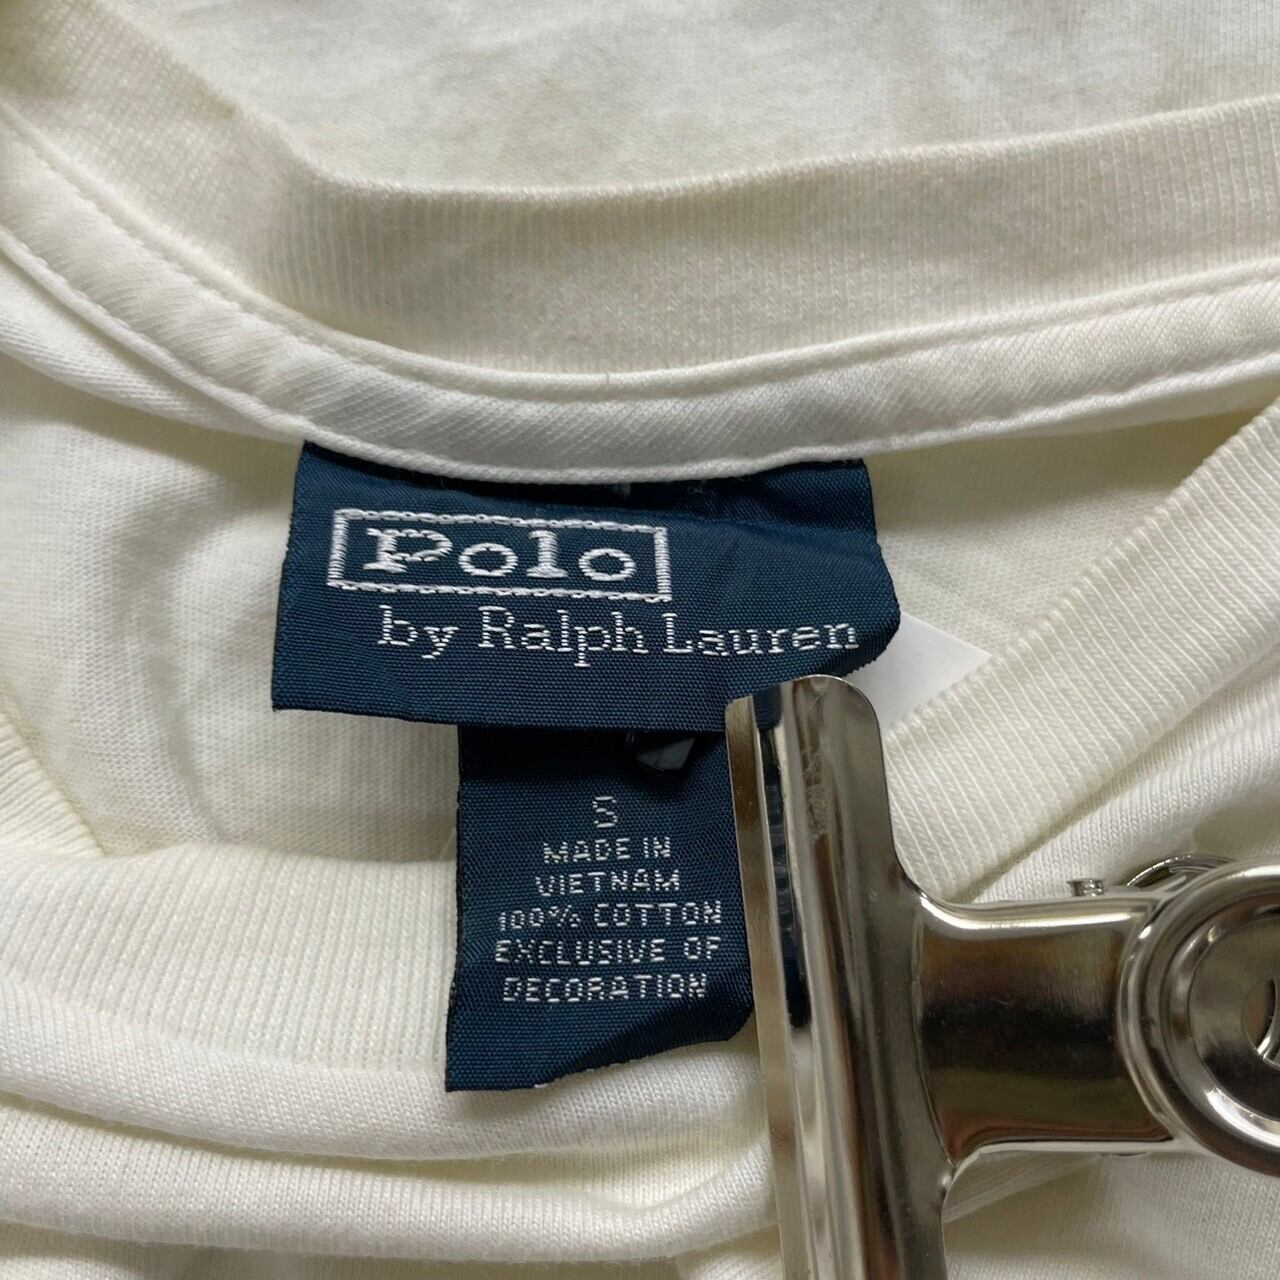 Polo
by Ralph Lauren
S
MADE IN
VIETNAM
100% COTTON
EXCLUSIVE OF
DECORATION